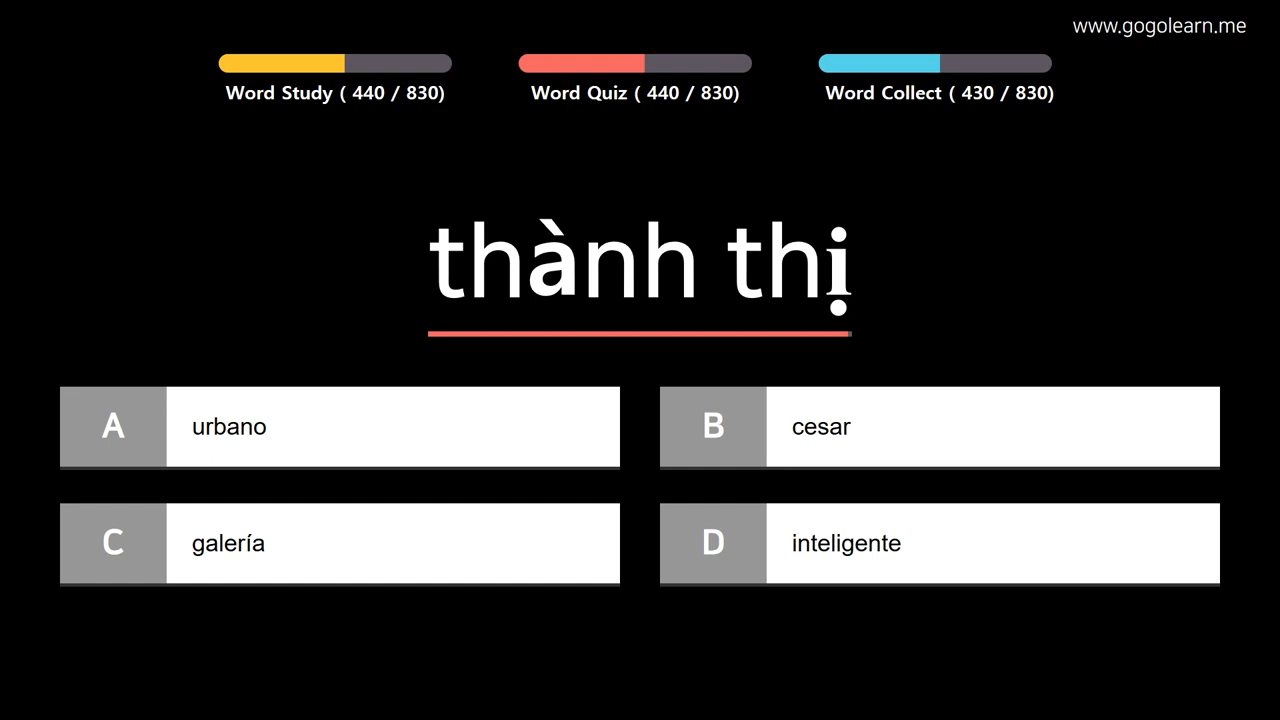 www.gogolearn.me
Word Study ( 440 / 830)
Word Quiz ( 440 / 830)
Word Collect ( 430 / 830)
thành thị
A urbano
B cesar
C galería
D inteligente